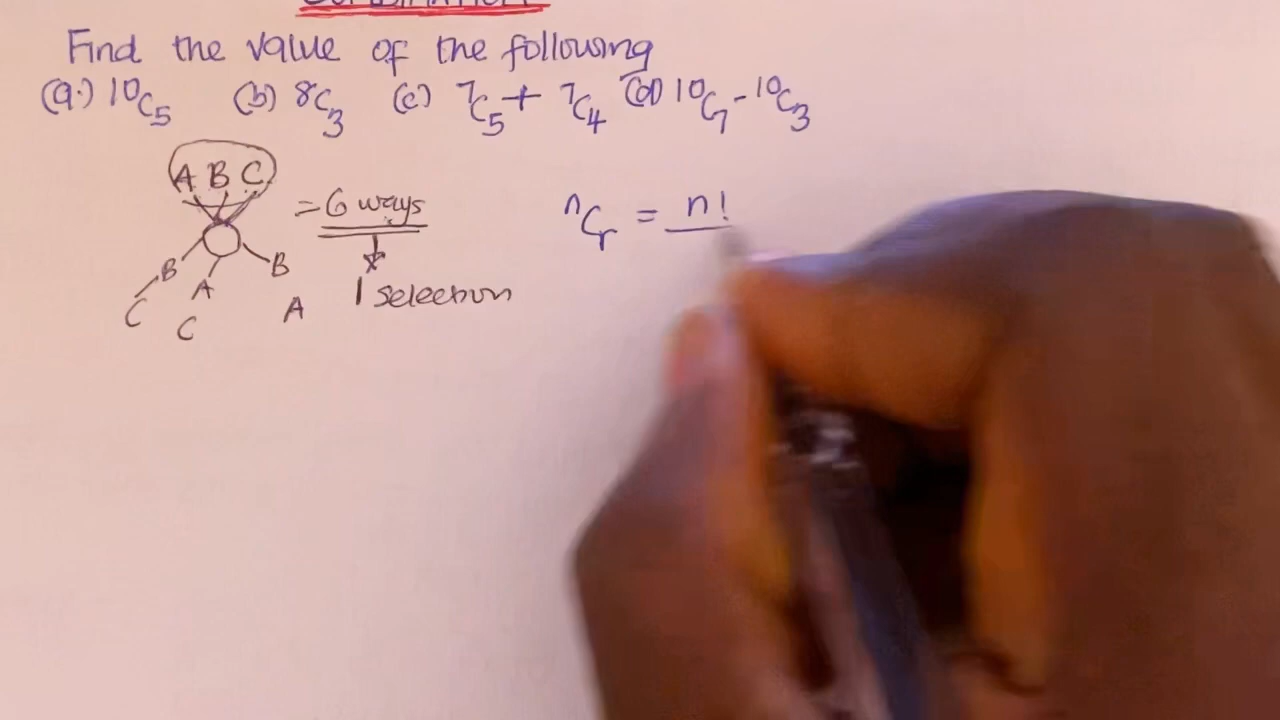 Find the value of the following
(a.) ¹⁰C₅ (b) 8C₃ (c) ⁷C₅ + ⁷C₄ (d) ¹⁰C₇ - ¹⁰C₃
A B C
= 6 ways
ⁿCᵣ = n!
B A B
1 selection
C C A